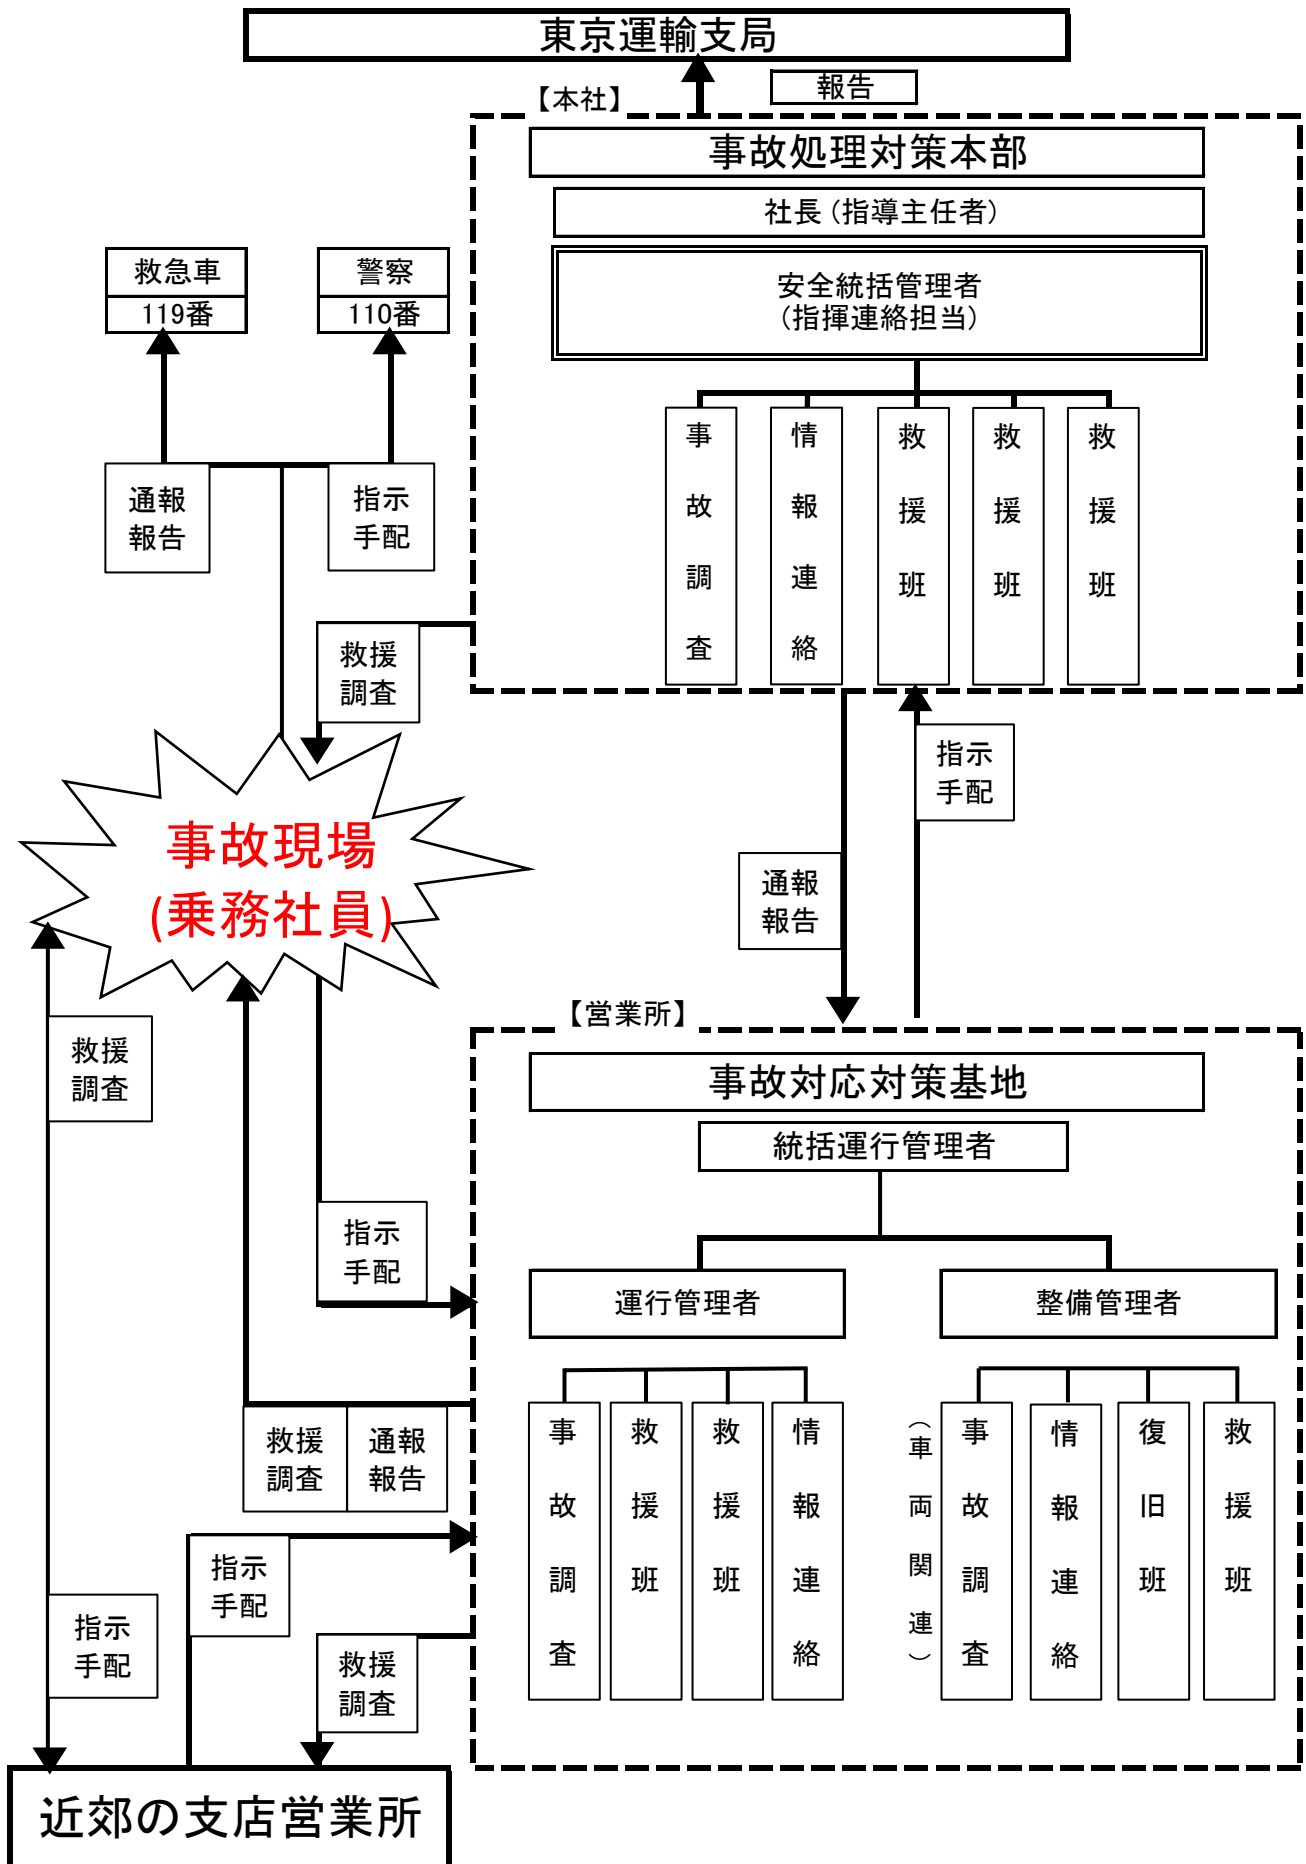 東京運輸支局
報告
【本社】
事故処理対策本部
社長（指導主任者）
安全統括管理者
（指揮連絡担当）
救急車
119番
警察
110番
事故調査
情報連絡
救援班
救援班
救援班
通報
報告
指示
手配
救援
調査
指示
手配
通報
報告
事故現場
(乗務社員)
【営業所】
事故対応対策基地
統括運行管理者
運行管理者
整備管理者
救援
調査
指示
手配
救援
調査
通報
報告
事故調査
救援班
救援班
情報連絡
（車両関連）
事故調査
情報連絡
復旧班
救援班
指示
手配
指示
手配
救援
調査
近郊の支店営業所